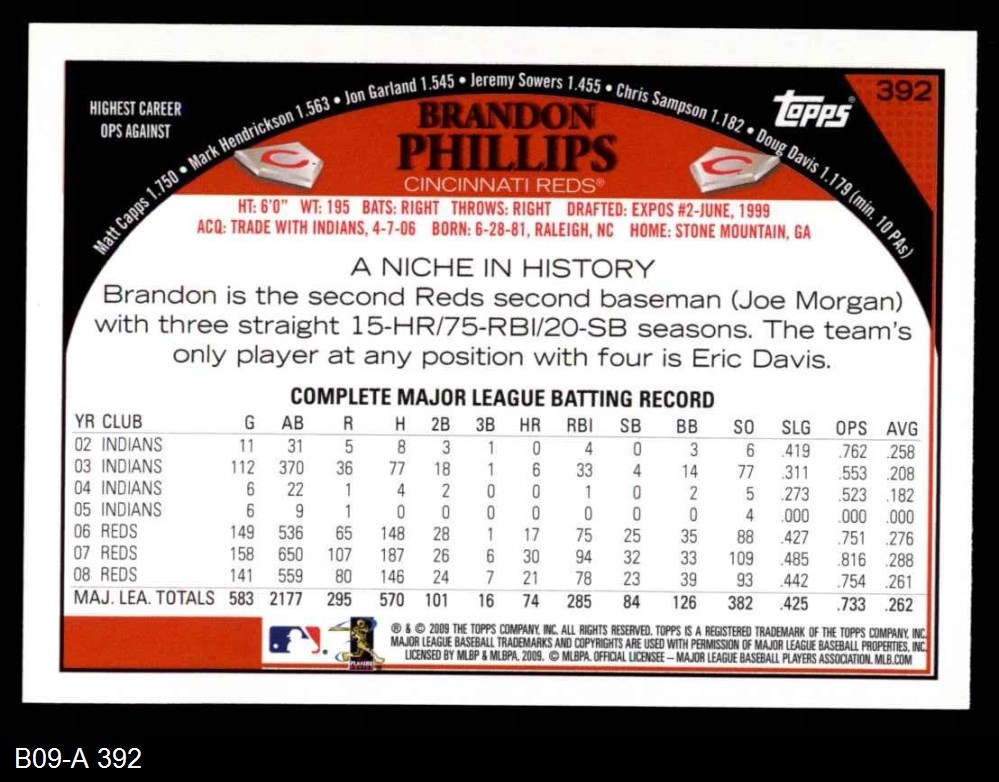 HIGHEST CAREER
OPS AGAINST
Matt Capps 1.750 • Mark Hendrickson 1.563 • Jon Garland 1.545 • Jeremy Sowers 1.455 • Chris Sampson 1.182 • Doug Davis 1.179 (min. 10 PAs)
TOPPS®
392
BRANDON
PHILLIPS
CINCINNATI REDS®
C
C
HT: 6'0" WT: 195 BATS: RIGHT THROWS: RIGHT DRAFTED: EXPOS #2-JUNE, 1999
ACQ: TRADE WITH INDIANS, 4-7-06 BORN: 6-28-81, RALEIGH, NC HOME: STONE MOUNTAIN, GA
A NICHE IN HISTORY
Brandon is the second Reds second baseman (Joe Morgan)
with three straight 15-HR/75-RBI/20-SB seasons. The team's
only player at any position with four is Eric Davis.
COMPLETE MAJOR LEAGUE BATTING RECORD
YR CLUB G AB R H 2B 3B HR RBI SB BB SO SLG OPS AVG
02 INDIANS 11 31 5 8 3 1 0 4 0 3 6 .419 .762 .258
03 INDIANS 112 370 36 77 18 1 6 33 4 14 77 .311 .553 .208
04 INDIANS 6 22 1 4 2 0 0 1 0 2 5 .273 .523 .182
05 INDIANS 6 9 1 0 0 0 0 0 0 0 4 .000 .000 .000
06 REDS 149 536 65 148 28 1 17 75 25 35 88 .427 .751 .276
07 REDS 158 650 107 187 26 6 30 94 32 33 109 .485 .816 .288
08 REDS 141 559 80 146 24 7 21 78 23 39 93 .442 .754 .261
MAJ. LEA. TOTALS 583 2177 295 570 101 16 74 285 84 126 382 .425 .733 .262
® & © 2009 THE TOPPS COMPANY, INC. ALL RIGHTS RESERVED. TOPPS IS A REGISTERED TRADEMARK OF THE TOPPS COMPANY, INC.
MAJOR LEAGUE BASEBALL TRADEMARKS AND COPYRIGHTS ARE USED WITH PERMISSION OF MAJOR LEAGUE BASEBALL PROPERTIES, INC.
LICENSED BY MLBP & MLBPA, 2009. © MLBPA. OFFICIAL LICENSEE – MAJOR LEAGUE BASEBALL PLAYERS ASSOCIATION. MLB.COM
PLAYERS
B09-A 392